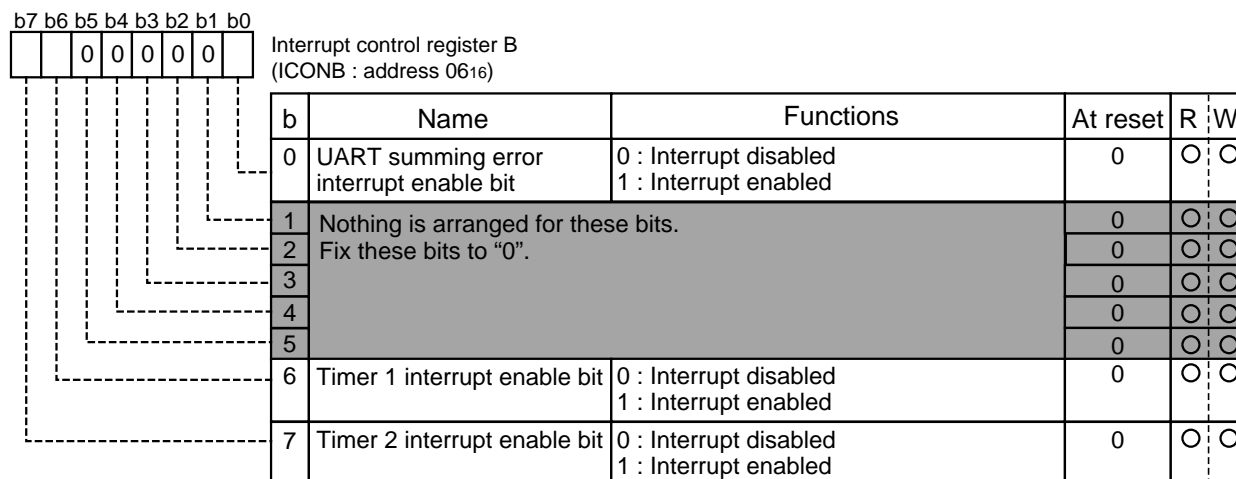 b7 b6 b5 b4 b3 b2 b1 b0
0 0 0 0 0
Interrupt control register B
(ICONB : address 0616)
b Name Functions At reset R W
0 UART summing error interrupt enable bit 0 : Interrupt disabled 1 : Interrupt enabled 0 O O
1 Nothing is arranged for these bits. 0 O O
2 Fix these bits to “0”. 0 O O
3 0 O O
4 0 O O
5 0 O O
6 Timer 1 interrupt enable bit 0 : Interrupt disabled 0 O O
1 : Interrupt enabled
7 Timer 2 interrupt enable bit 0 : Interrupt disabled 0 O O
1 : Interrupt enabled